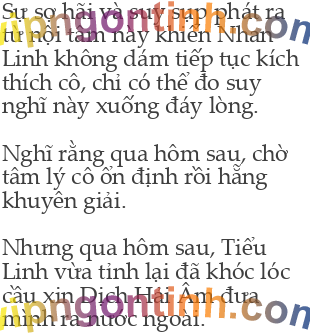 Sự sợ hãi và suy sụp phát ra
từ nội tâm này khiến Nhan
Linh không dám tiếp tục kích
thích cô, chỉ có thể đo suy
nghĩ này xuống đáy lòng.
Nghĩ rằng qua hôm sau, chờ
tâm lý cô ổn định rồi hẵng
khuyên giải.
Nhưng qua hôm sau, Tiểu
Linh vừa tỉnh lại đã khóc lóc
cầu xin Dịch Hải Âm, đưa
mình ra nước ngoài.
vipngontinh.com
vipngontinh.com